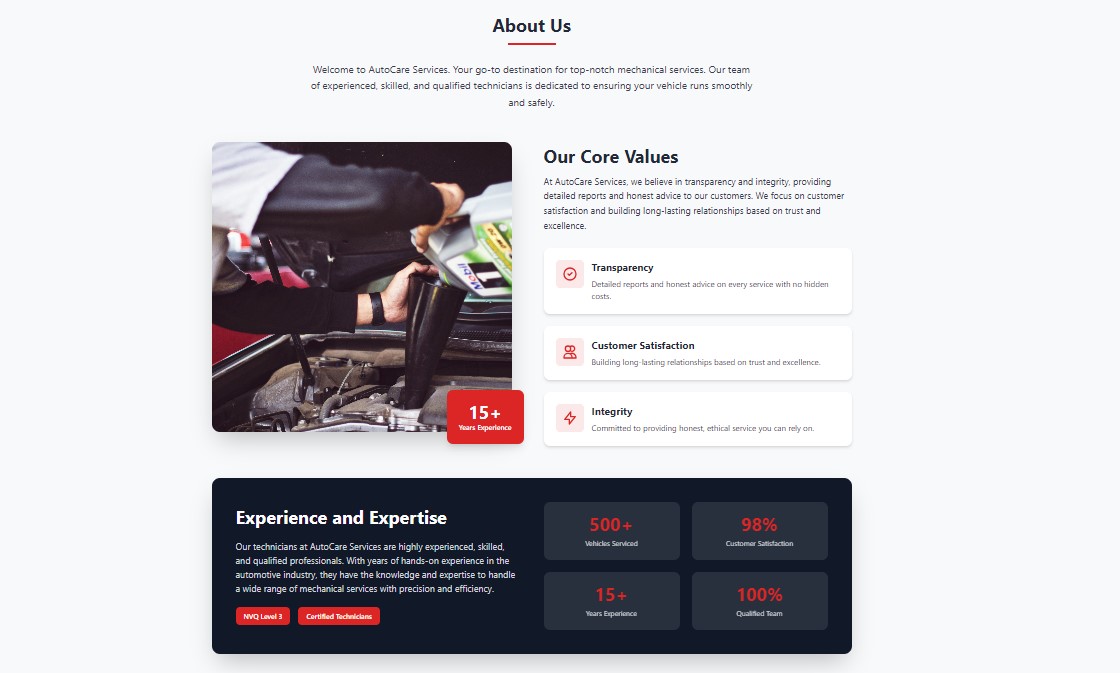 About Us
Welcome to AutoCare Services. Your go-to destination for top-notch mechanical services. Our team
of experienced, skilled, and qualified technicians is dedicated to ensuring your vehicle runs smoothly
and safely.
Mobil
1
15+
Years Experience
Our Core Values
At AutoCare Services, we believe in transparency and integrity, providing
detailed reports and honest advice to our customers. We focus on customer
satisfaction and building long-lasting relationships based on trust and
excellence.
Transparency
Detailed reports and honest advice on every service with no hidden
costs.
Customer Satisfaction
Building long-lasting relationships based on trust and excellence.
Integrity
Committed to providing honest, ethical service you can rely on.
Experience and Expertise
Our technicians at AutoCare Services are highly experienced, skilled,
and qualified professionals. With years of hands-on experience in the
automotive industry, they have the knowledge and expertise to handle
a wide range of mechanical services with precision and efficiency.
NVQ Level 3
Certified Technicians
500+
Vehicles Serviced
98%
Customer Satisfaction
15+
Years Experience
100%
Qualified Team